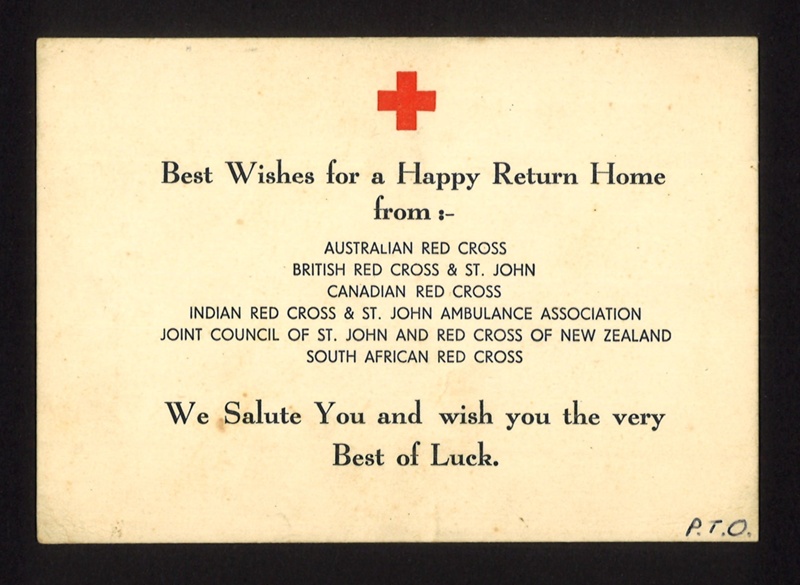 Best Wishes for a Happy Return Home
from :-
AUSTRALIAN RED CROSS
BRITISH RED CROSS & ST. JOHN
CANADIAN RED CROSS
INDIAN RED CROSS & ST. JOHN AMBULANCE ASSOCIATION
JOINT COUNCIL OF ST. JOHN AND RED CROSS OF NEW ZEALAND
SOUTH AFRICAN RED CROSS
We Salute You and wish you the very
Best of Luck.
P.T.O.